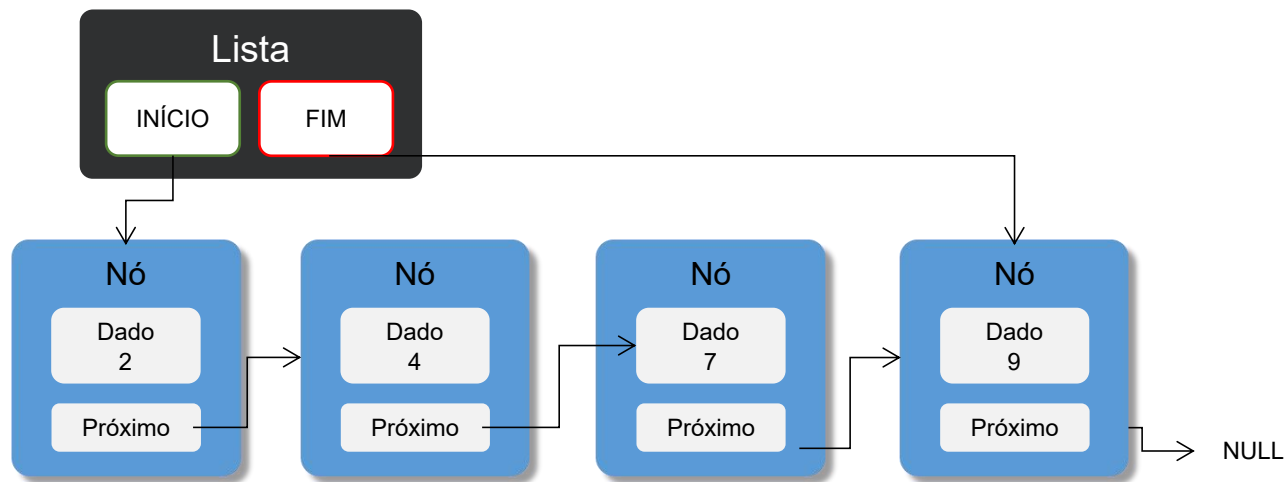 Lista
INÍCIO
FIM
Nó
Dado
2
Próximo
Nó
Dado
4
Próximo
Nó
Dado
7
Próximo
Nó
Dado
9
Próximo
NULL